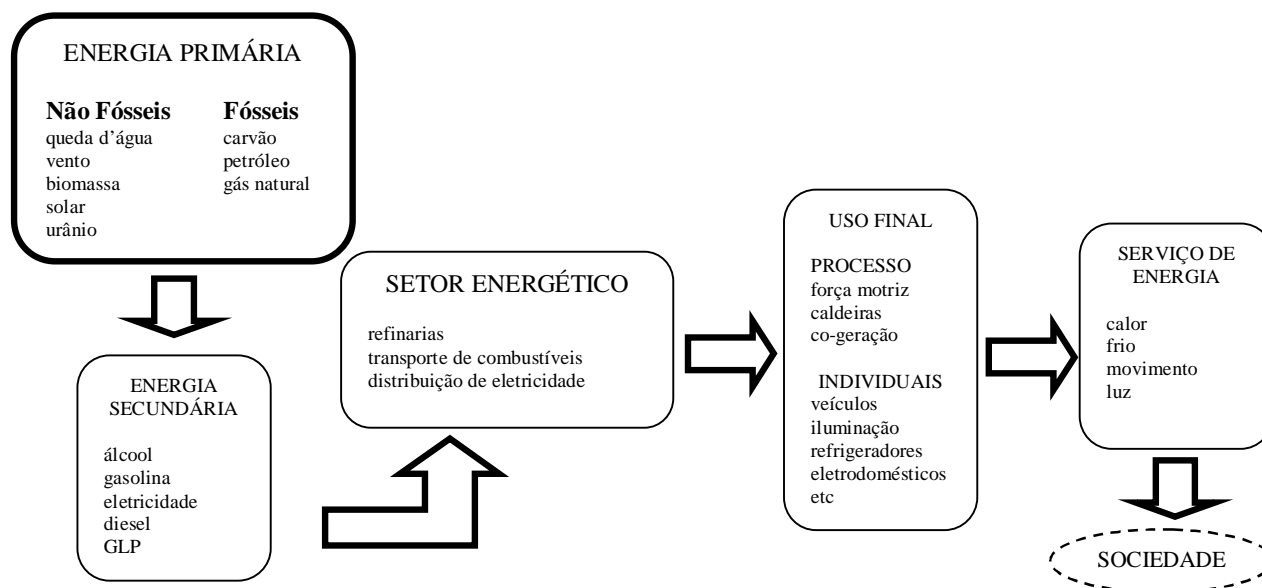 ENERGIA PRIMÁRIA
Não Fósseis
queda d’água
vento
biomassa
solar
urânio
Fósseis
carvão
petróleo
gás natural
ENERGIA
SECUNDÁRIA
álcool
gasolina
eletricidade
diesel
GLP
SETOR ENERGÉTICO
refinarias
transporte de combustíveis
distribuição de eletricidade
USO FINAL
PROCESSO
força motriz
caldeiras
co-geração
INDIVIDUAIS
veículos
iluminação
refrigeradores
eletrodomésticos
etc
SERVIÇO DE
ENERGIA
calor
frio
movimento
luz
SOCIEDADE